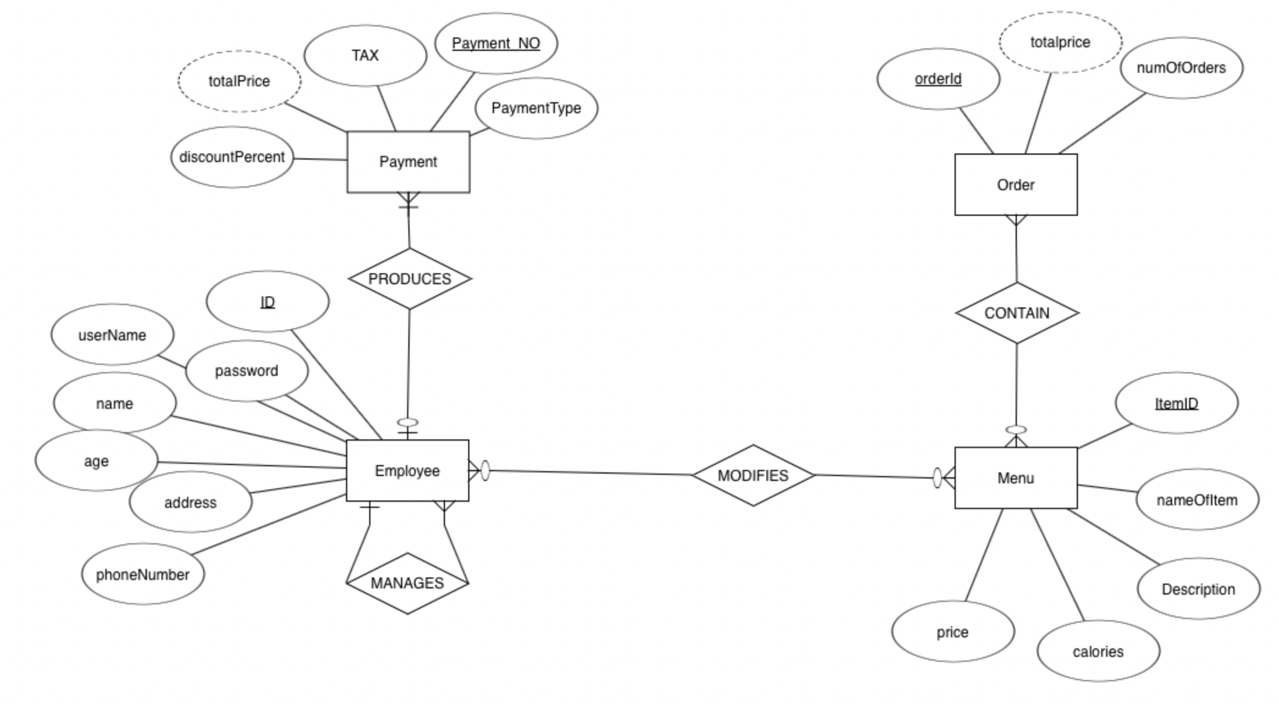 totalPrice
TAX
Payment_NO
PaymentType
discountPercent
Payment
PRODUCES
ID
userName
password
name
age
address
phoneNumber
Employee
MANAGES
MODIFIES
orderId
totalprice
numOfOrders
Order
CONTAIN
ItemID
Menu
nameOfItem
Description
price
calories